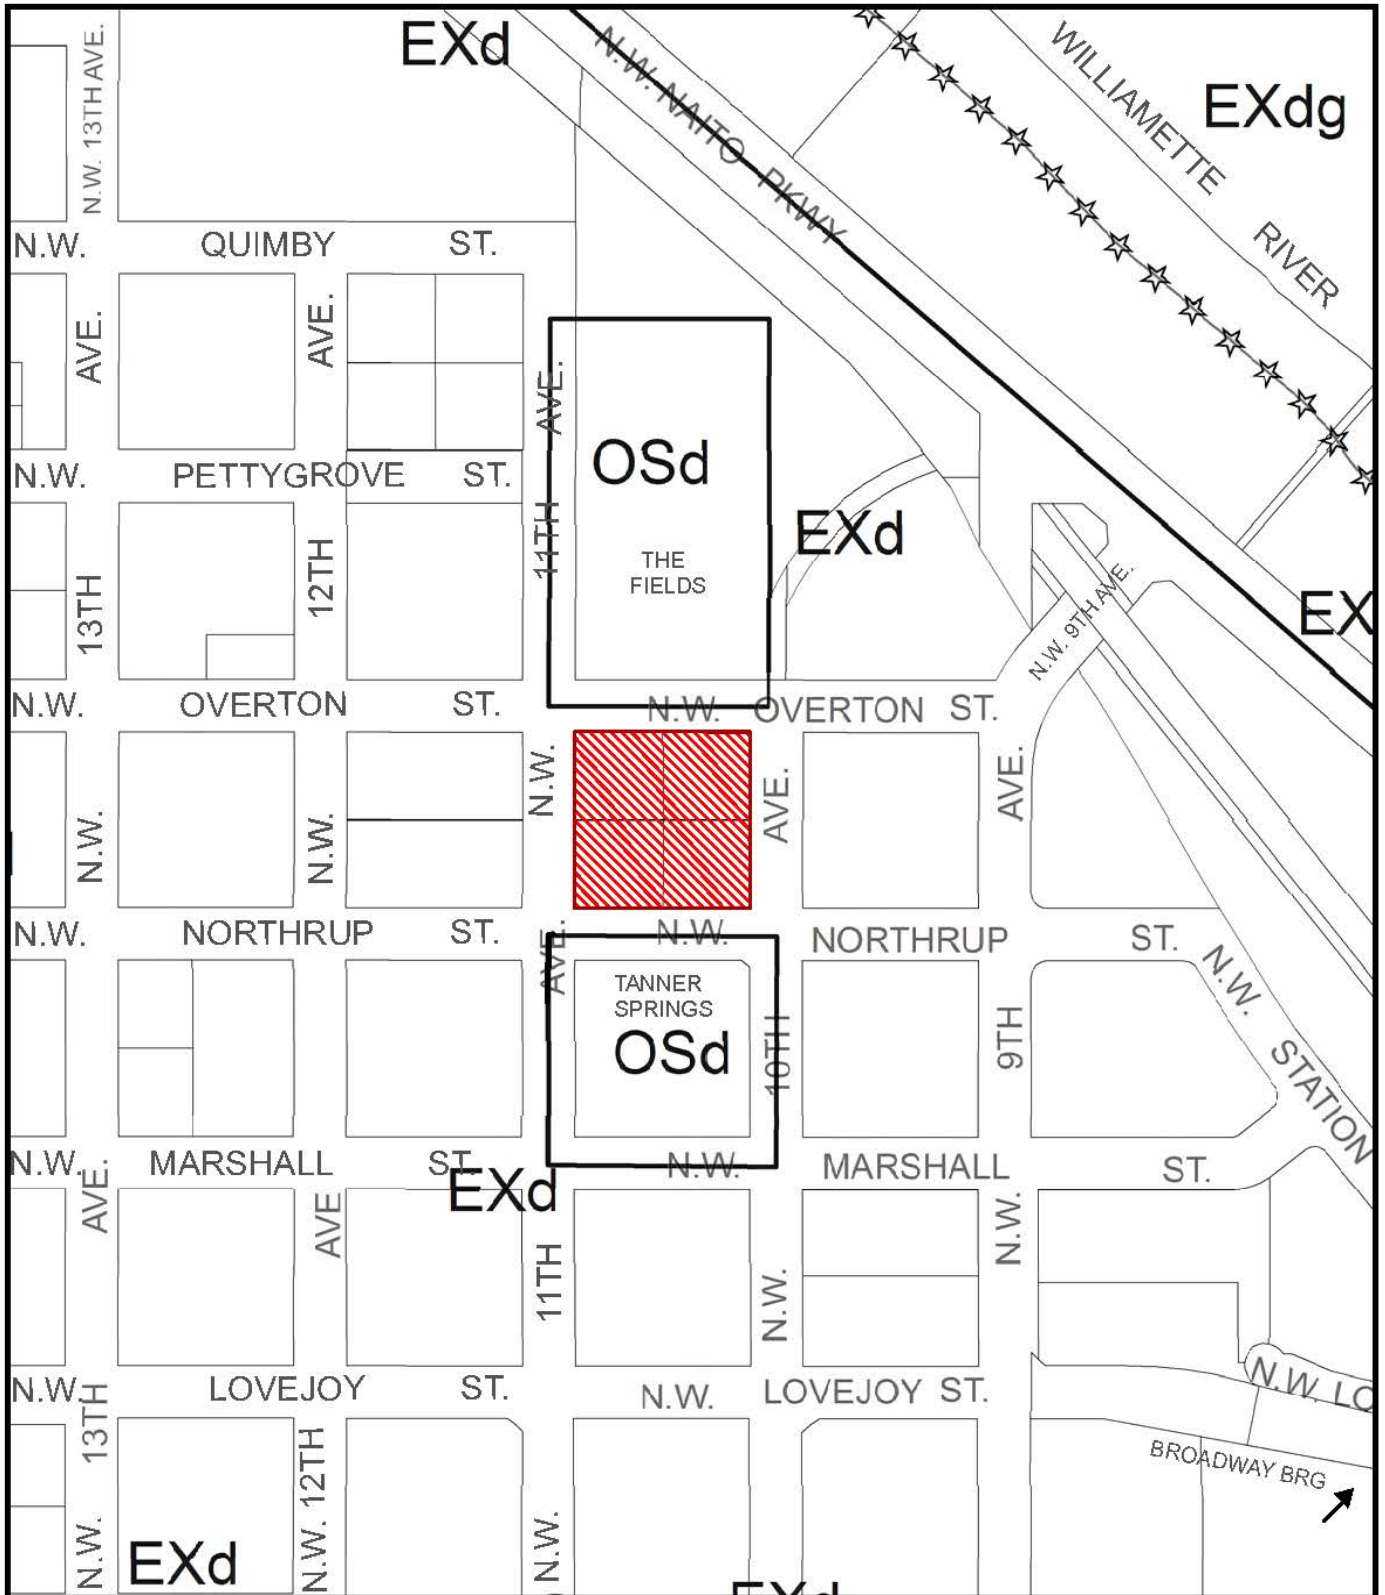 EXd
N.W. NAITO PKWY
WILLIAMETTE
RIVER
EXdg
N.W. 13TH AVE.
N.W. QUIMBY ST.
AVE.
AVE.
AVE.
OSd
N.W. PETTYGROVE ST.
THE
FIELDS
EXd
11TH
12TH
13TH
N.W. 9TH AVE.
EX
N.W. OVERTON ST.
N.W. OVERTON ST.
N.W.
AVE.
AVE.
N.W.
N.W.
N.W. NORTHRUP ST.
N.W. NORTHRUP ST.
AVE.
TANNER
SPRINGS
OSd
10TH
9TH
N.W. STATION
N.W. MARSHALL ST.
N.W. MARSHALL ST.
EXd
AVE.
AVE
11TH
N.W.
N.W.
N.W. LOVEJOY ST.
N.W. LOVEJOY ST.
N.W. LO
BROADWAY BRG
13TH
N.W.
N.W. 12TH
N.W.
EXd
EXd